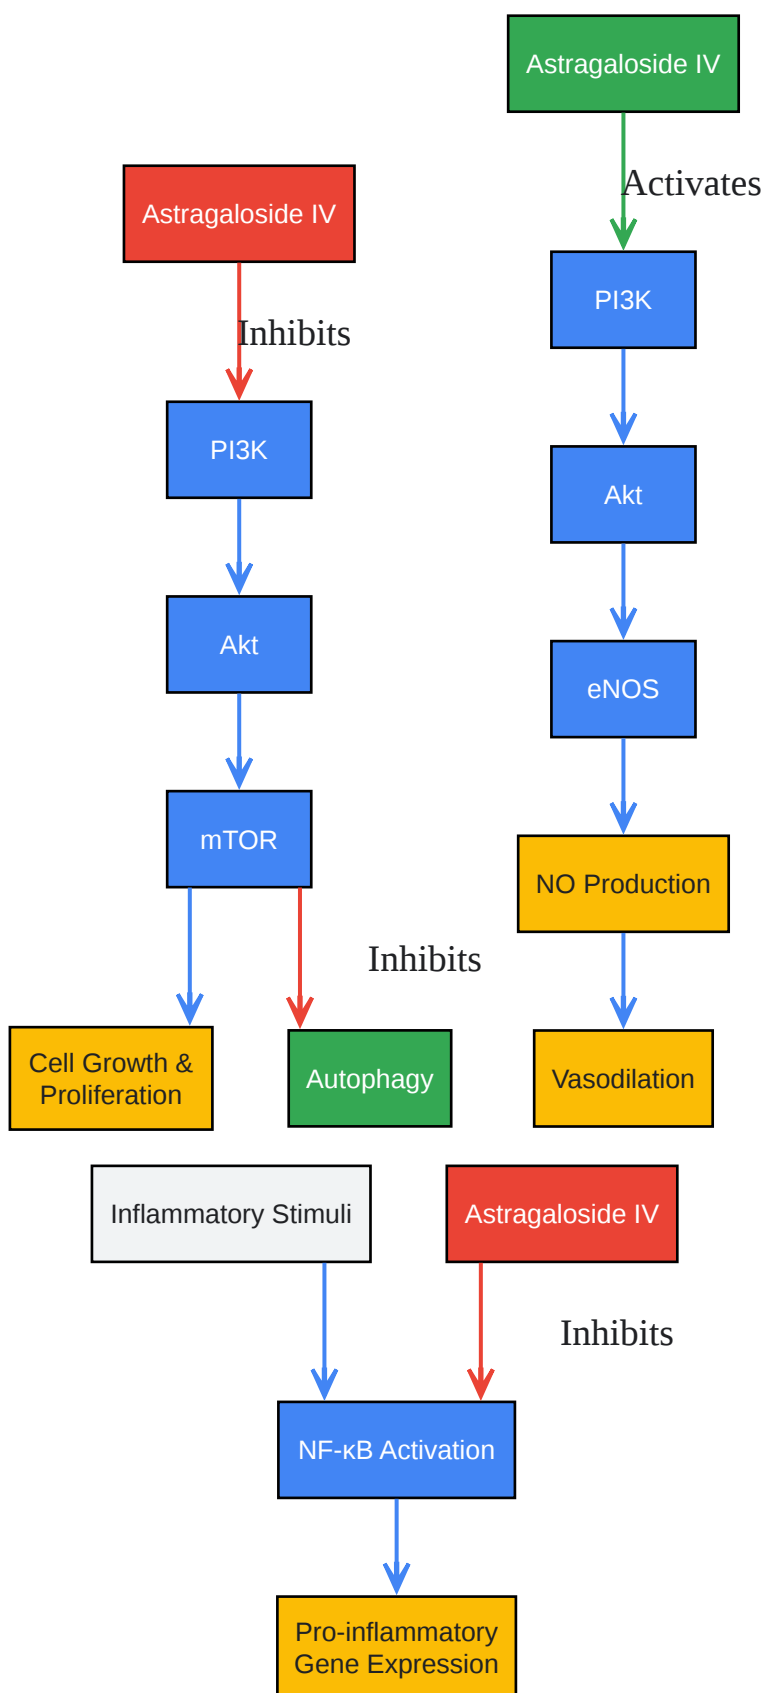 Astragaloside IV
Activates
PI3K
Akt
eNOS
NO Production
Vasodilation
Astragaloside IV
Inhibits
PI3K
Akt
mTOR
Inhibits
Cell Growth &
Proliferation
Autophagy
Inflammatory Stimuli
Astragaloside IV
Inhibits
NF-κB Activation
Pro-inflammatory
Gene Expression